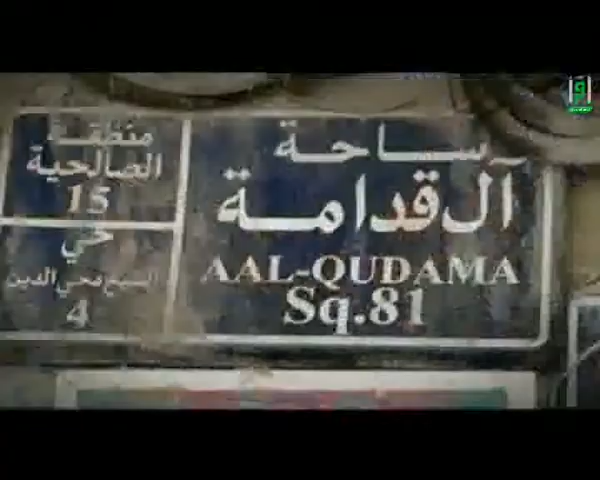 ساحة
آل قدامة
AAL-QUDAMA
Sq.81
منطقة
الصالحية
15
حي
الشيخ محي الدين
4